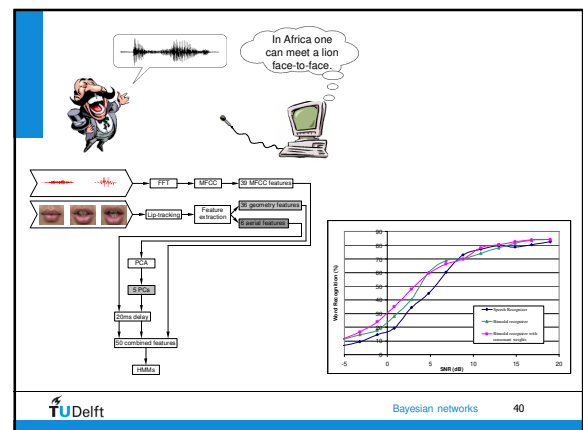 In Africa one
can meet a lion
face-to-face.
FFT
MFCC
39 MFCC features
Lip-tracking
Feature
extraction
36 geometry features
6 aerial features
PCA
5 PCs
20ms delay
50 combined features
HMMs
Word Recognition (%)
90
80
70
60
50
40
30
20
10
0
-5
0
5
10
15
20
SNR (dB)
Speech Recognizer
Bimodal recognizer
Bimodal recognizer with
TUDelft
Bayesian networks
40